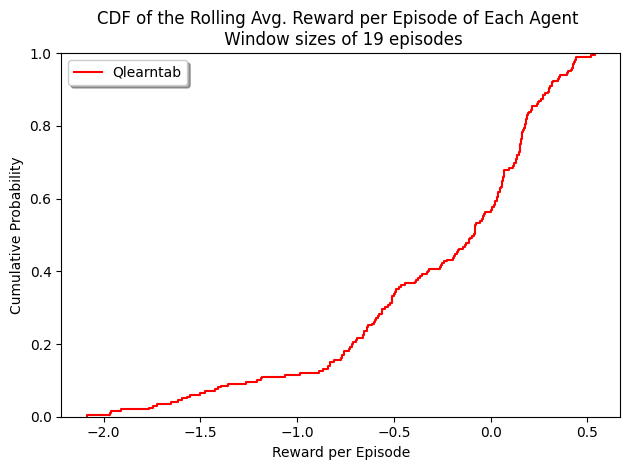 CDF of the Rolling Avg. Reward per Episode of Each Agent
Window sizes of 19 episodes
Qlearntab
1.0
0.8
0.6
0.4
0.2
0.0
Cumulative Probability
−2.0
−1.5
−1.0
−0.5
0.0
0.5
Reward per Episode